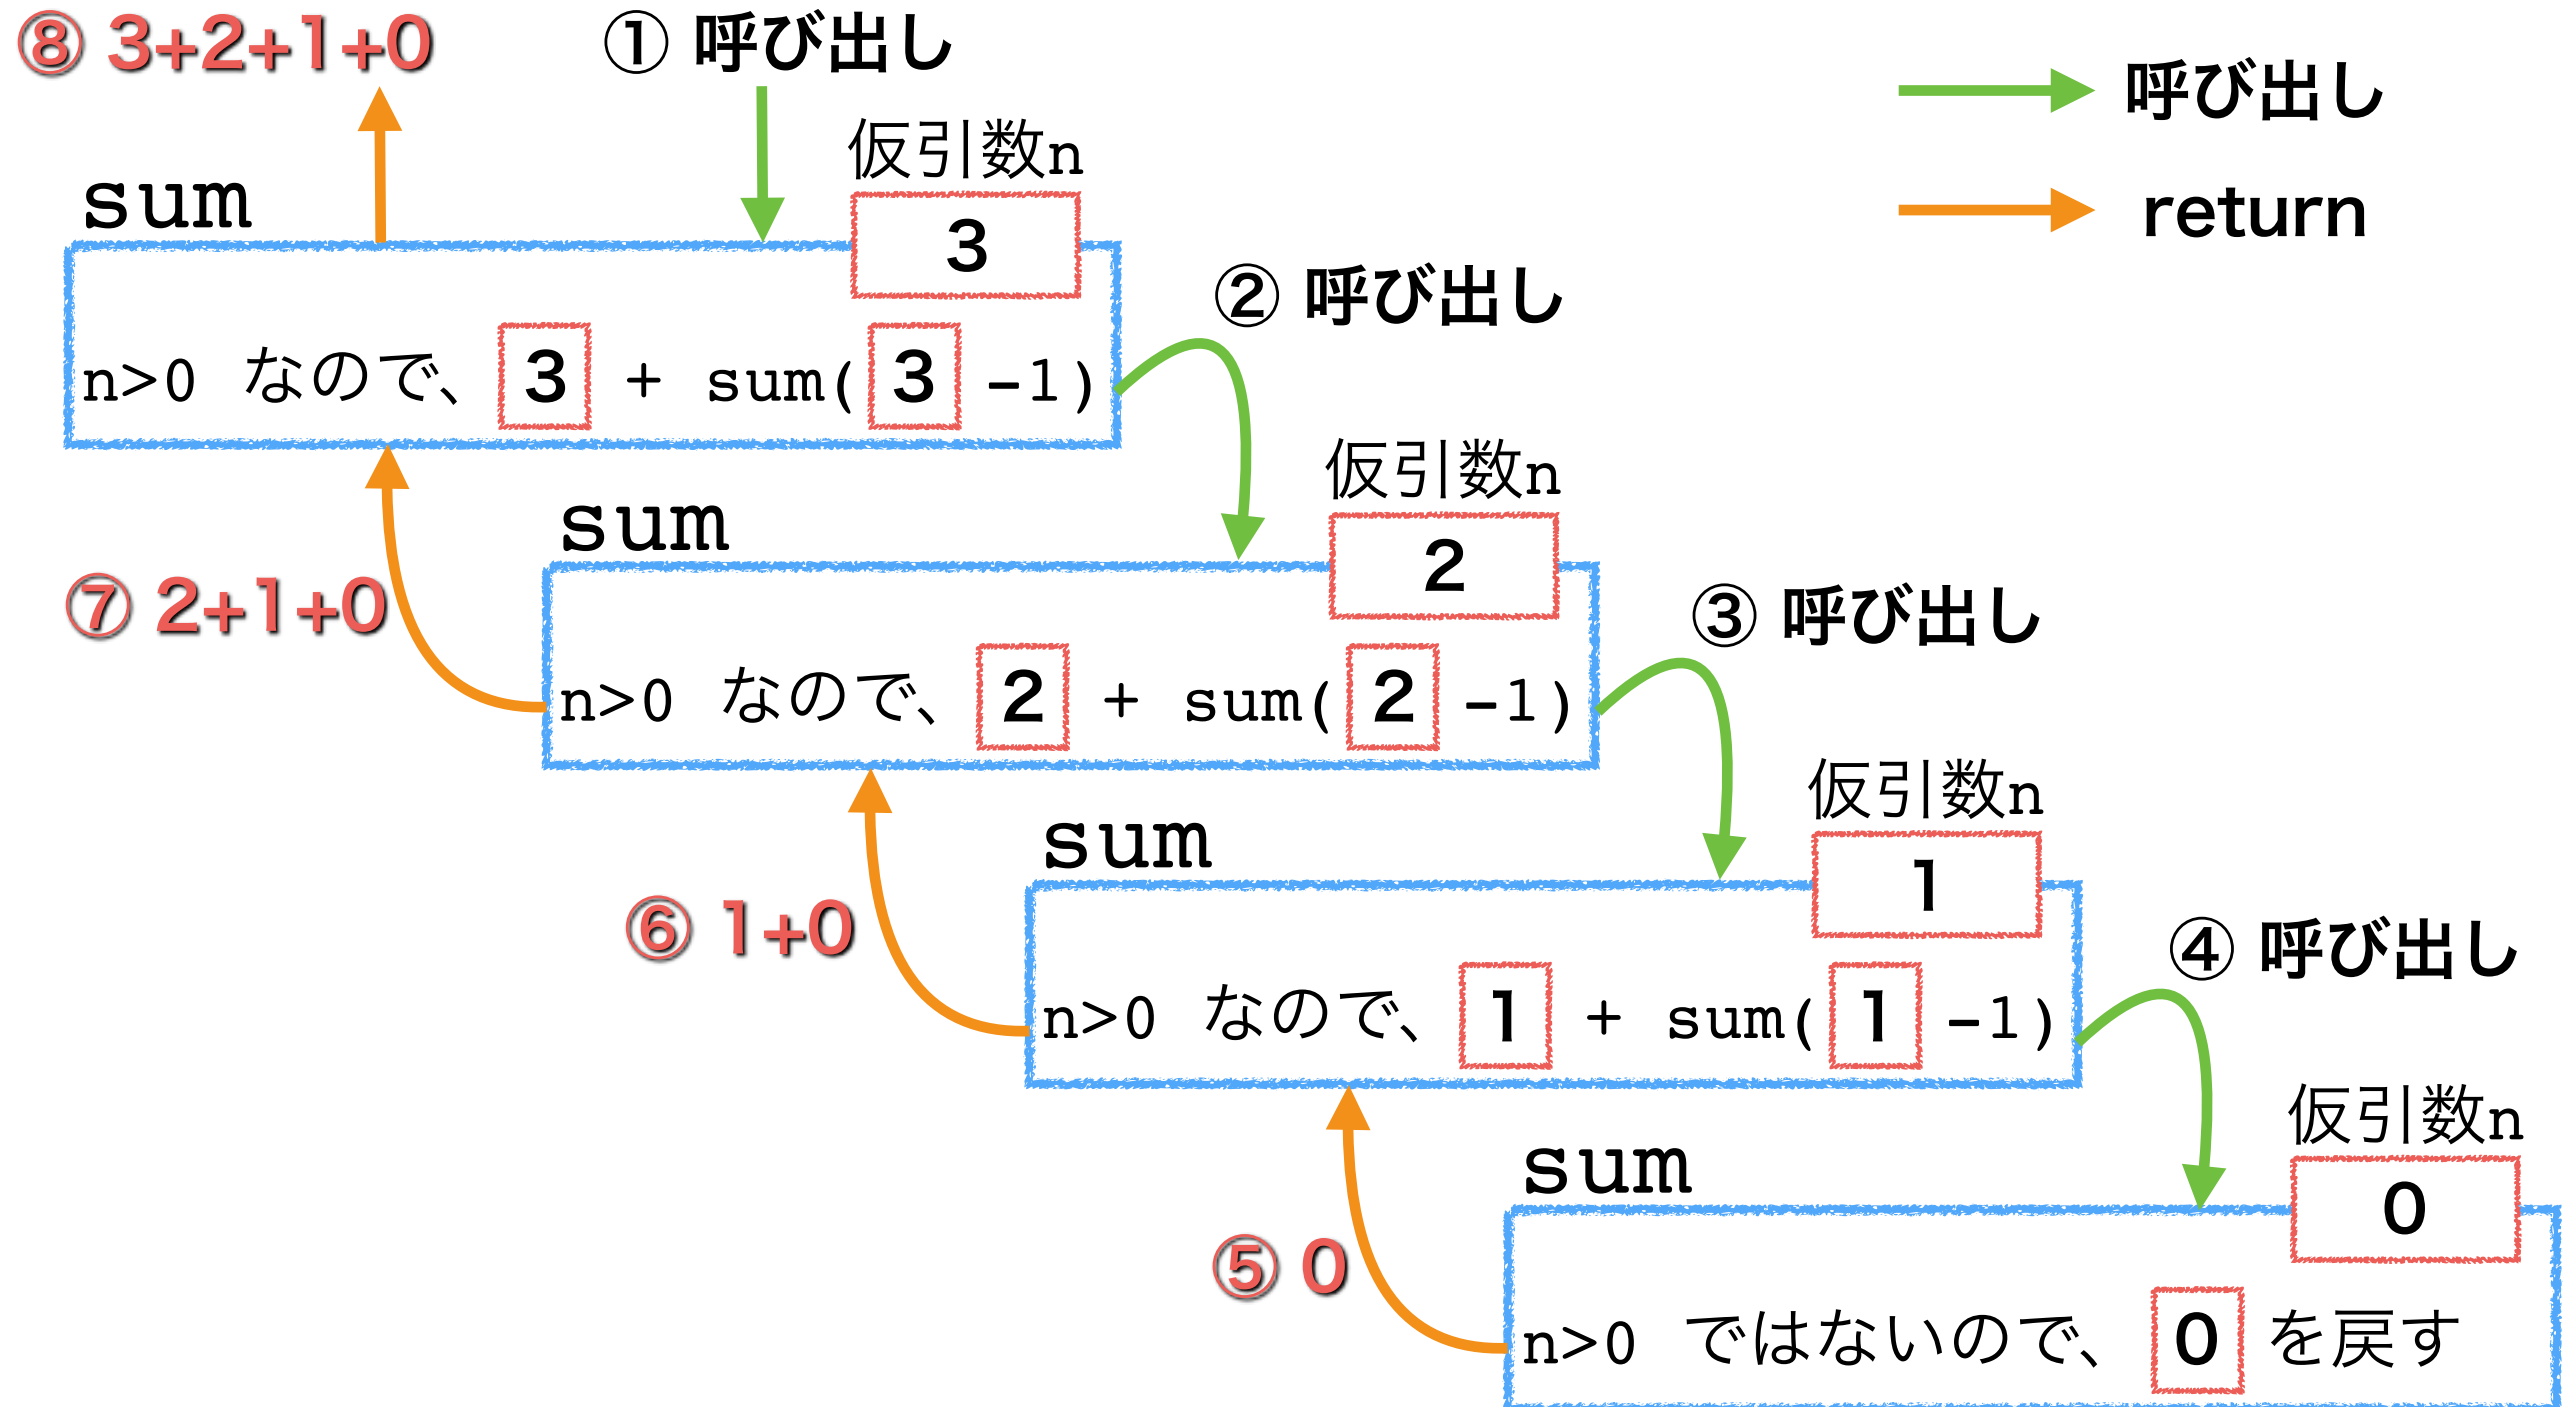 ⑧ 3+2+1+0
① 呼び出し
呼び出し
return
仮引数n
sum
3
n>0 なので、 3 + sum( 3 -1)
② 呼び出し
仮引数n
sum
2
⑦ 2+1+0
n>0 なので、 2 + sum( 2 -1)
③ 呼び出し
仮引数n
sum
1
⑥ 1+0
n>0 なので、 1 + sum( 1 -1)
④ 呼び出し
仮引数n
sum
0
⑤ 0
n>0 ではないので、 0 を戻す